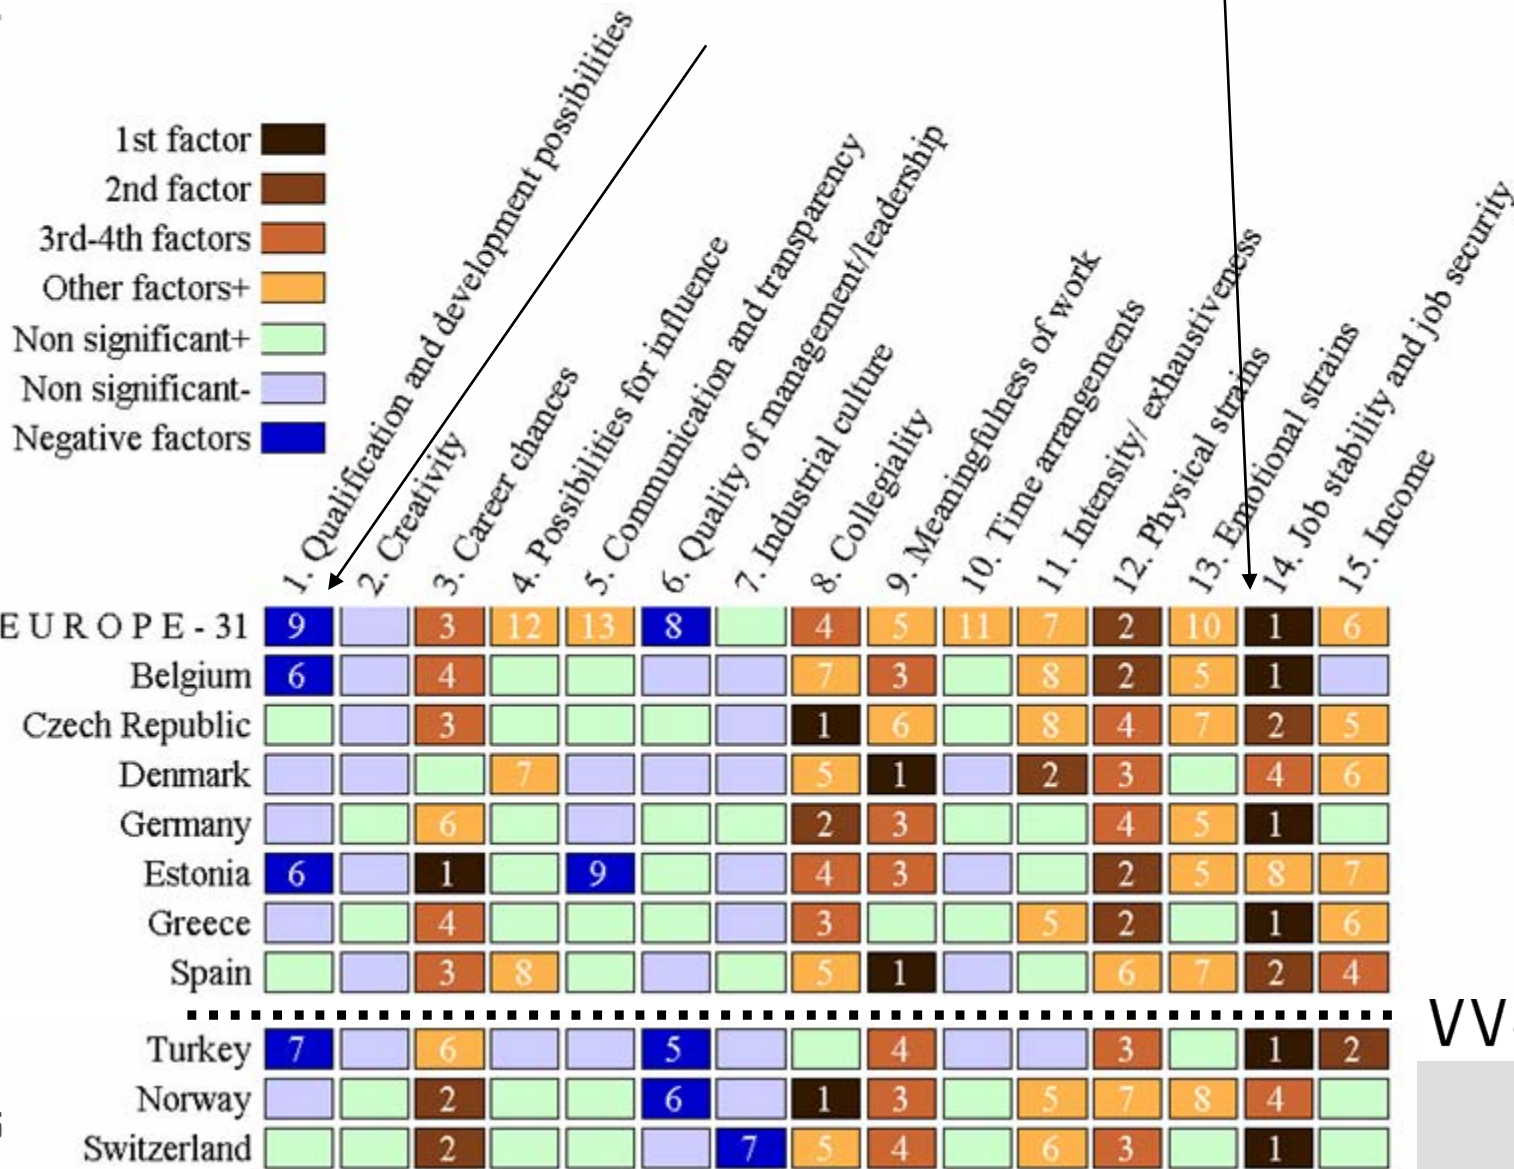 1st factor
2nd factor
3rd-4th factors
Other factors+
Non significant+
Non significant-
Negative factors
1. Qualification and development possibilities
2. Creativity
3. Career chances
4. Possibilities for influence
5. Communication and transparency
6. Quality of management/leadership
7. Industrial culture
8. Collegiality
9. Meaningfulness of work
10. Time arrangements
11. Intensity/ exhaustiveness
12. Physical strains
13. Emotional strains
14. Job stability and job security
15. Income
EUROPE-31 9 3 12 13 8 4 5 11 7 2 10 1 6
Belgium 6 4 7 3 8 2 5 1
Czech Republic 3 1 6 8 4 7 2 5
Denmark 7 5 1 2 3 4 6
Germany 6 2 3 4 5 1
Estonia 6 1 9 4 3 2 5 8 7
Greece 4 3 5 2 1 6
Spain 3 8 5 1 6 7 2 4
Turkey 7 6 5 4 3 1 2
Norway 2 6 1 3 5 7 8 4
Switzerland 2 7 5 4 6 3 1